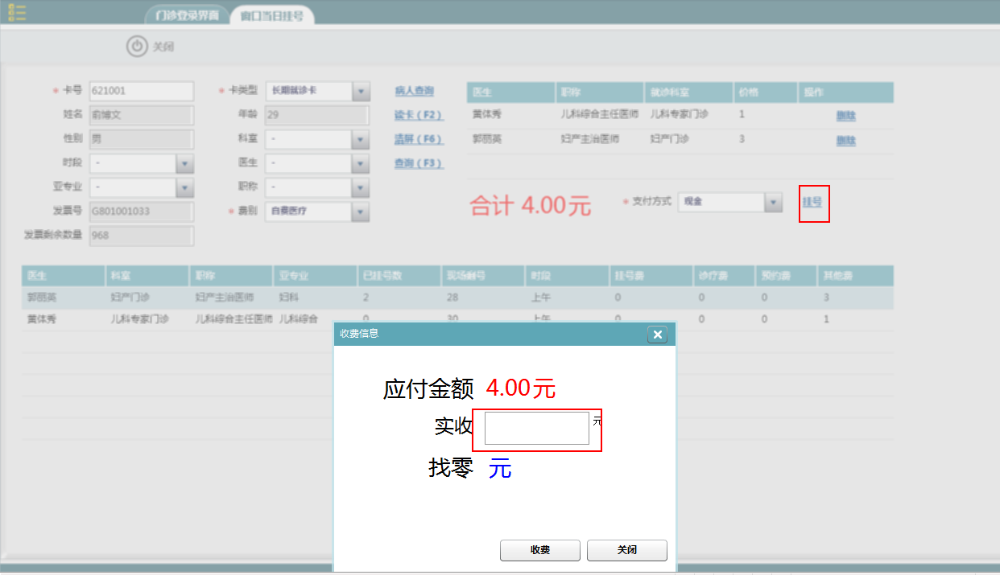 门诊登录界面 窗口当日挂号
关闭
* 卡号 621001 * 卡类型 长期就诊卡 病人查询
姓名 俞博文 年龄 29 读卡（F2）
性别 男 科室 - 清屏（F6）
时段 - 医生 - 查询（F3）
亚专业 - 职称 -
发票号 G801001033 * 费别 自费医疗
发票剩余数量 968
医生 职称 就诊科室 价格 操作
黄体秀 儿科综合主任医师 儿科专家门诊 1 删除
郭丽英 妇产主治医师 妇产门诊 3 删除
合计 4.00元 * 支付方式 现金 挂号
医生 科室 职称 亚专业 已挂号数 现场剩号 时段 挂号费 诊疗费 预约费 其他费
郭丽英 妇产门诊 妇产主治医师 妇科 2 28 上午 0 0 0 3
黄体秀 儿科专家门诊 儿科综合主任医师 儿科综合 0 30 上午 0 0 0 1
收费信息
应付金额 4.00元
实收 元
找零 元
收费 关闭